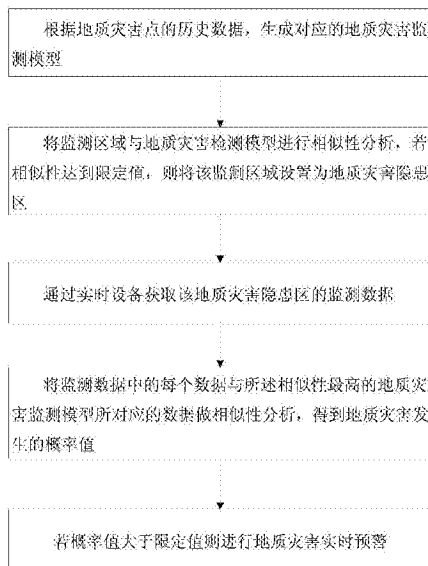 根据地质灾害点的历史数据，生成对应的地质灾害监
测模型
将监测区域与地质灾害检测模型进行相似性分析，若
相似性达到限定值，则将该监测区域设置为地质灾害隐患
区
通过实时设备获取该地质灾害隐患区的监测数据
将监测数据中的每个数据与所述相似性最高的地质灾
害监测模型所对应的数据做相似性分析，得到地质灾害发
生的概率值
若概率值大于限定值则进行地质灾害实时预警